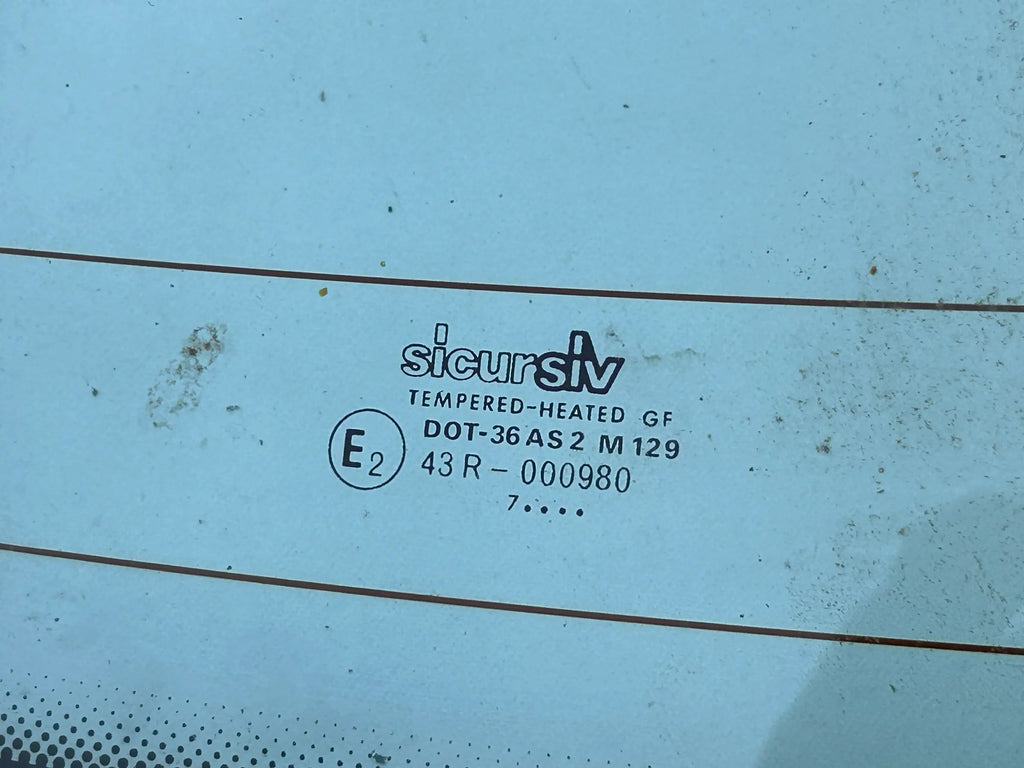 sicursiv
TEMPERED-HEATED GF
DOT-36 AS 2 M 129
E2
43 R - 000980
7....